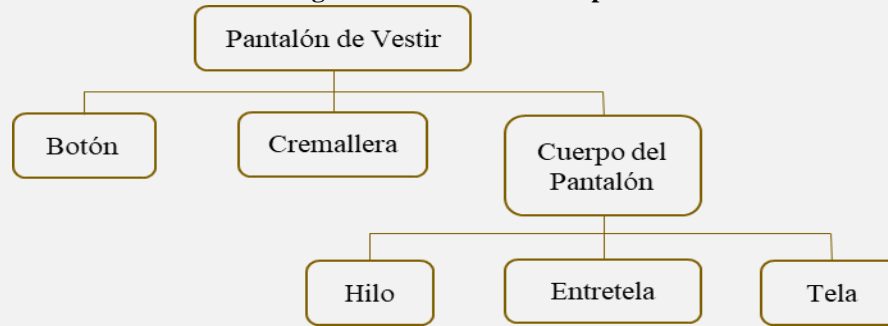 Pantalón de Vestir
Botón
Cremallera
Cuerpo del
Pantalón
Hilo
Entretela
Tela